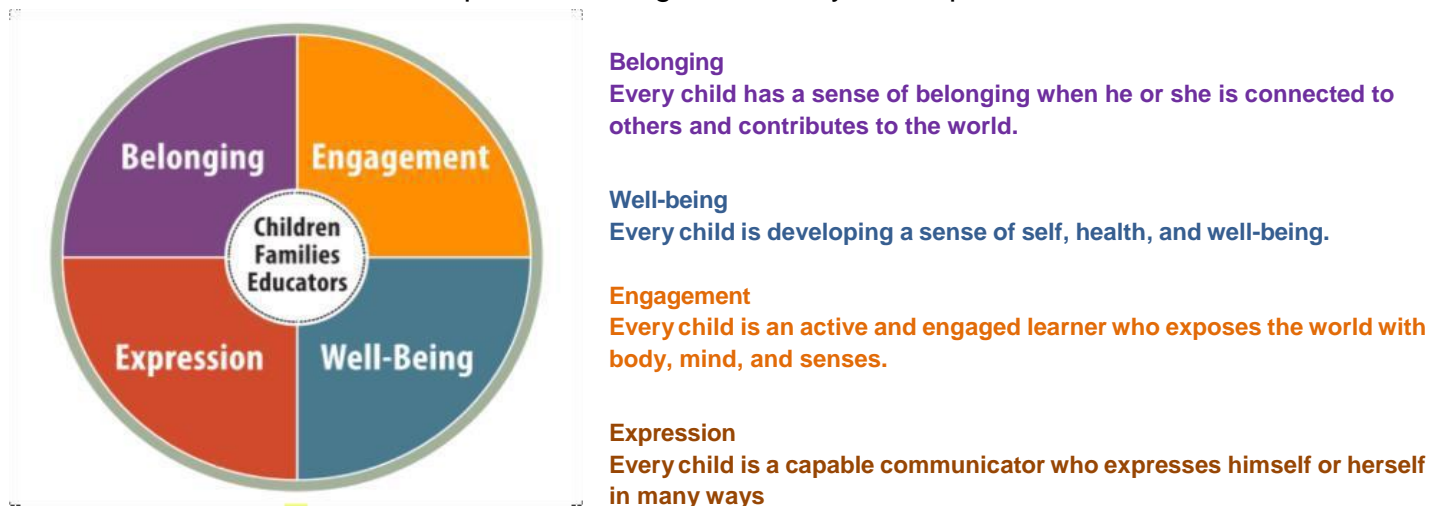 Belonging
Engagement
Children
Families
Educators
Expression
Well-Being
Belonging
Every child has a sense of belonging when he or she is connected to
others and contributes to the world.
Well-being
Every child is developing a sense of self, health, and well-being.
Engagement
Every child is an active and engaged learner who exposes the world with
body, mind, and senses.
Expression
Every child is a capable communicator who expresses himself or herself
in many ways